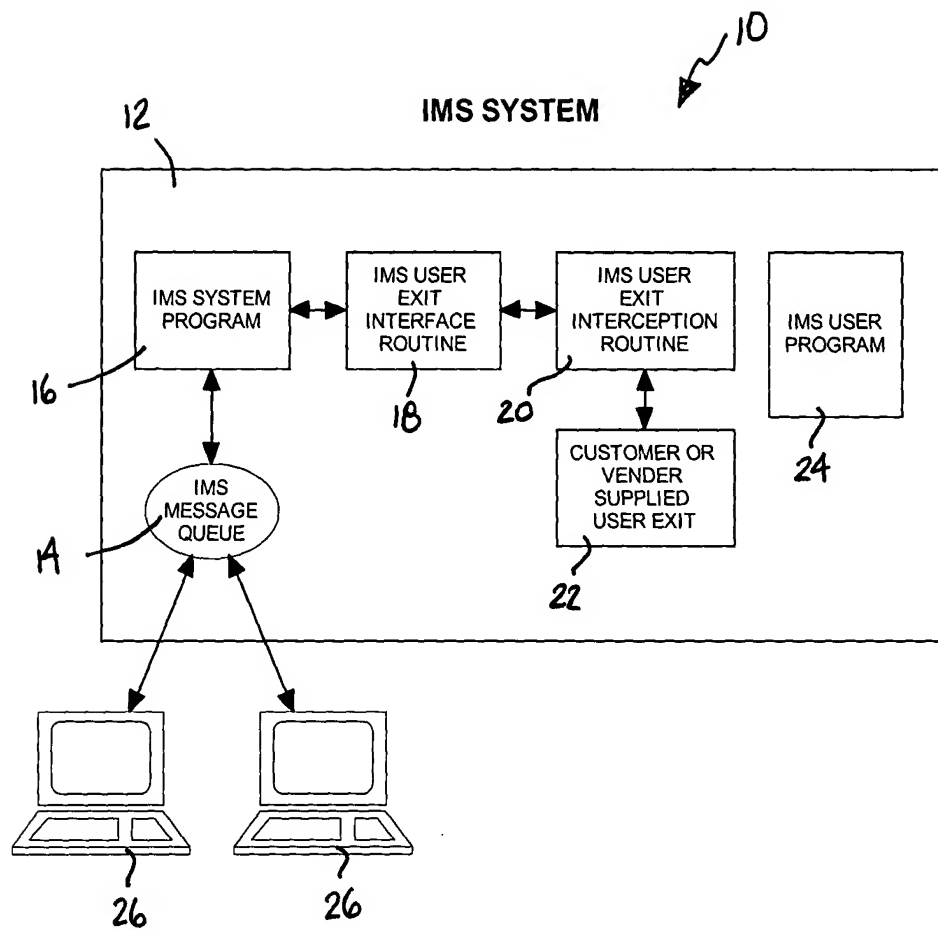 10
IMS SYSTEM
12
IMS SYSTEM
PROGRAM
16
IMS USER
EXIT
INTERFACE
ROUTINE
18
IMS USER
EXIT
INTERCEPTION
ROUTINE
20
IMS USER
PROGRAM
24
IMS
MESSAGE
QUEUE
14
CUSTOMER OR
VENDER
SUPPLIED
USER EXIT
22
26
26